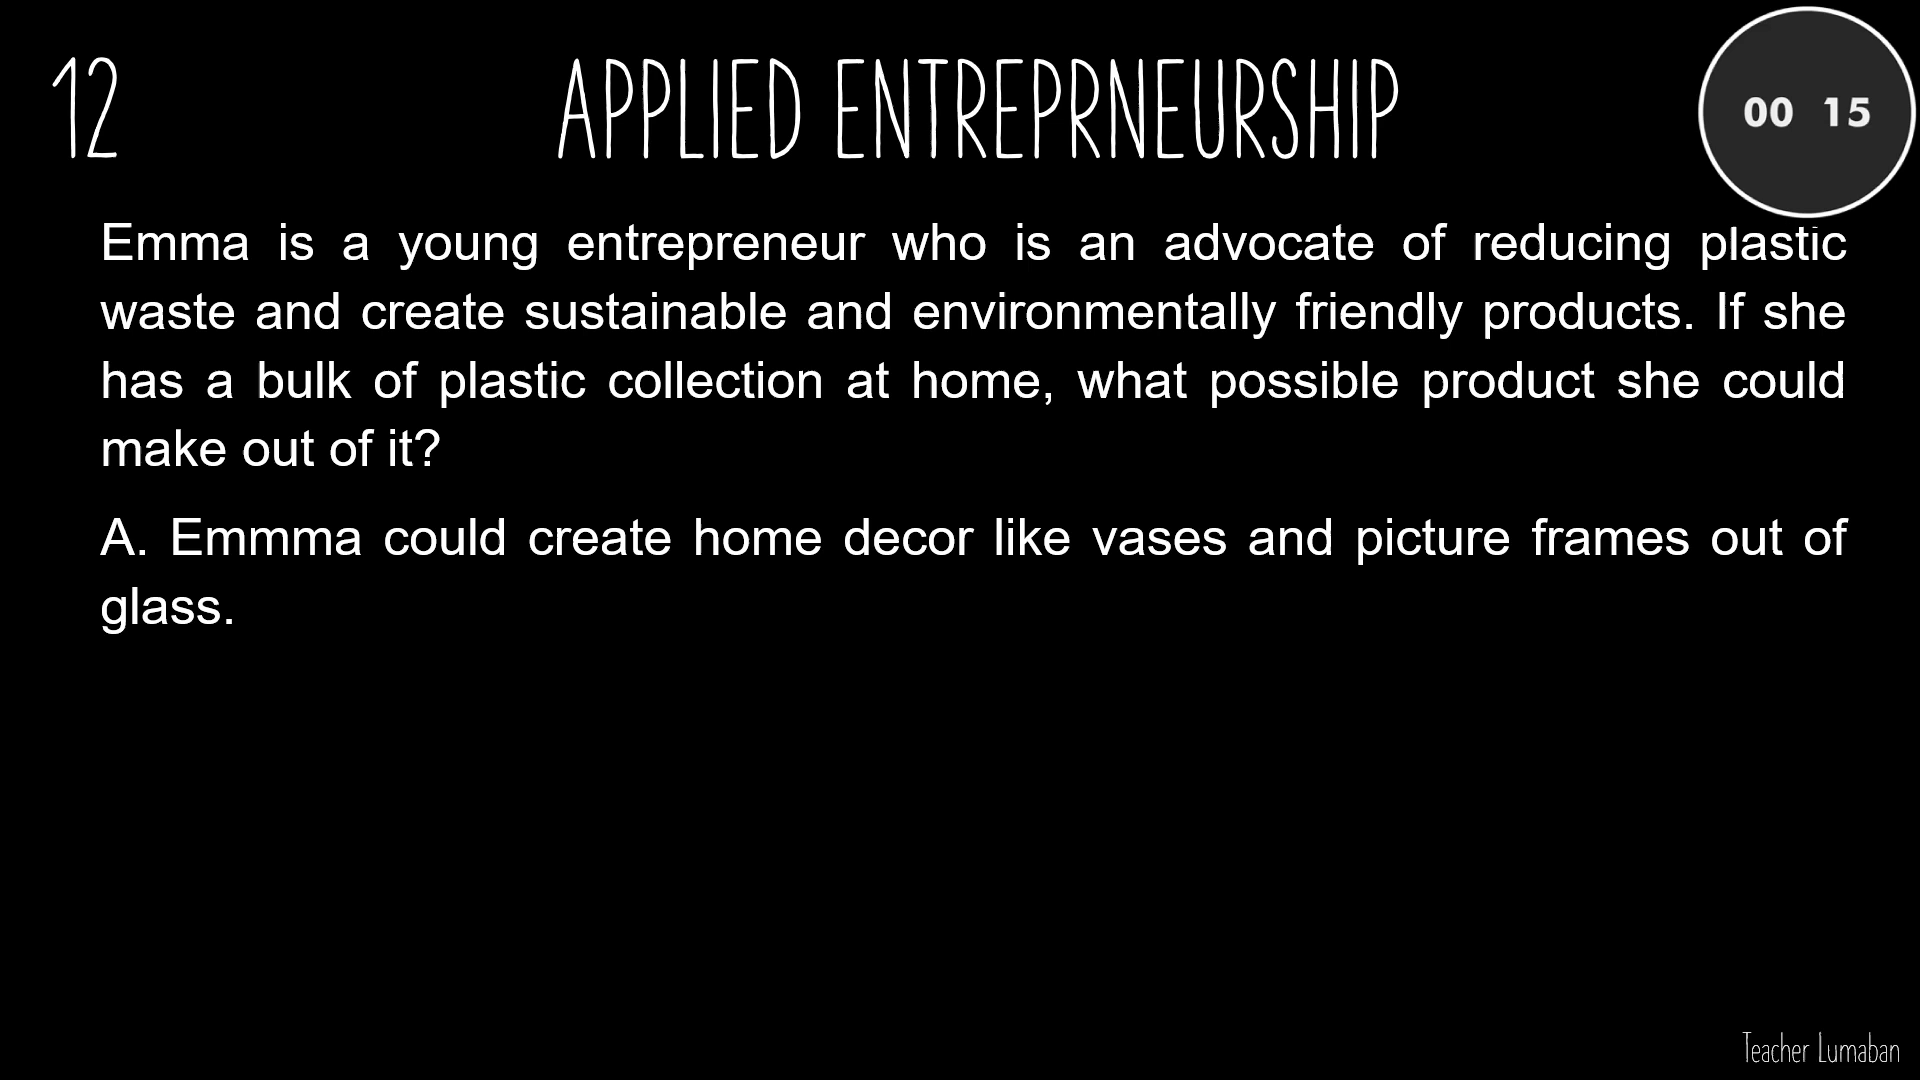 12
APPLIED ENTREPRNEURSHIP
00 15
Emma is a young entrepreneur who is an advocate of reducing plastic
waste and create sustainable and environmentally friendly products. If she
has a bulk of plastic collection at home, what possible product she could
make out of it?
A. Emmma could create home decor like vases and picture frames out of
glass.
Teacher Lumaban